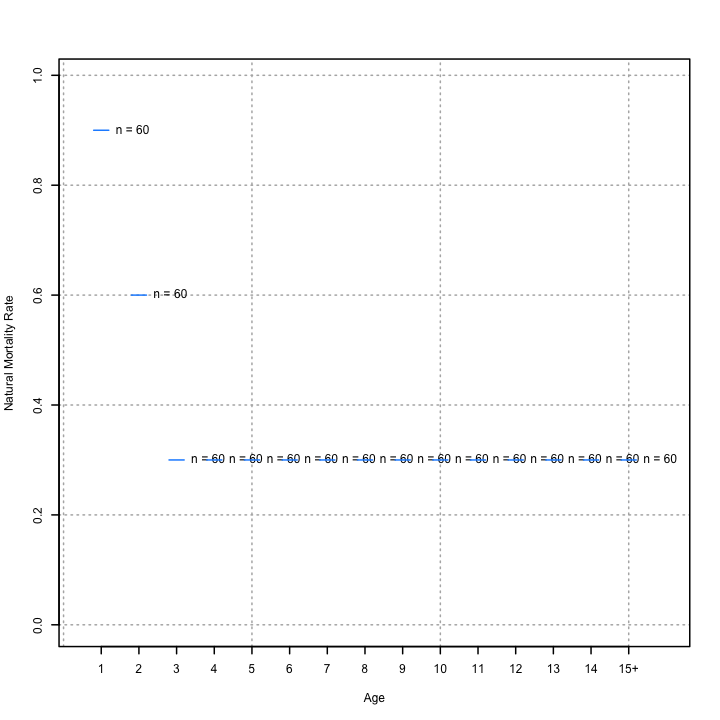 1.0
n = 60
0.8
n = 60
0.6
Natural Mortality Rate
0.4
n = 60 n = 60 n = 60 n = 60 n = 60 n = 60 n = 60 n = 60 n = 60 n = 60 n = 60 n = 60 n = 60
0.2
0.0
1 2 3 4 5 6 7 8 9 10 11 12 13 14 15+
Age